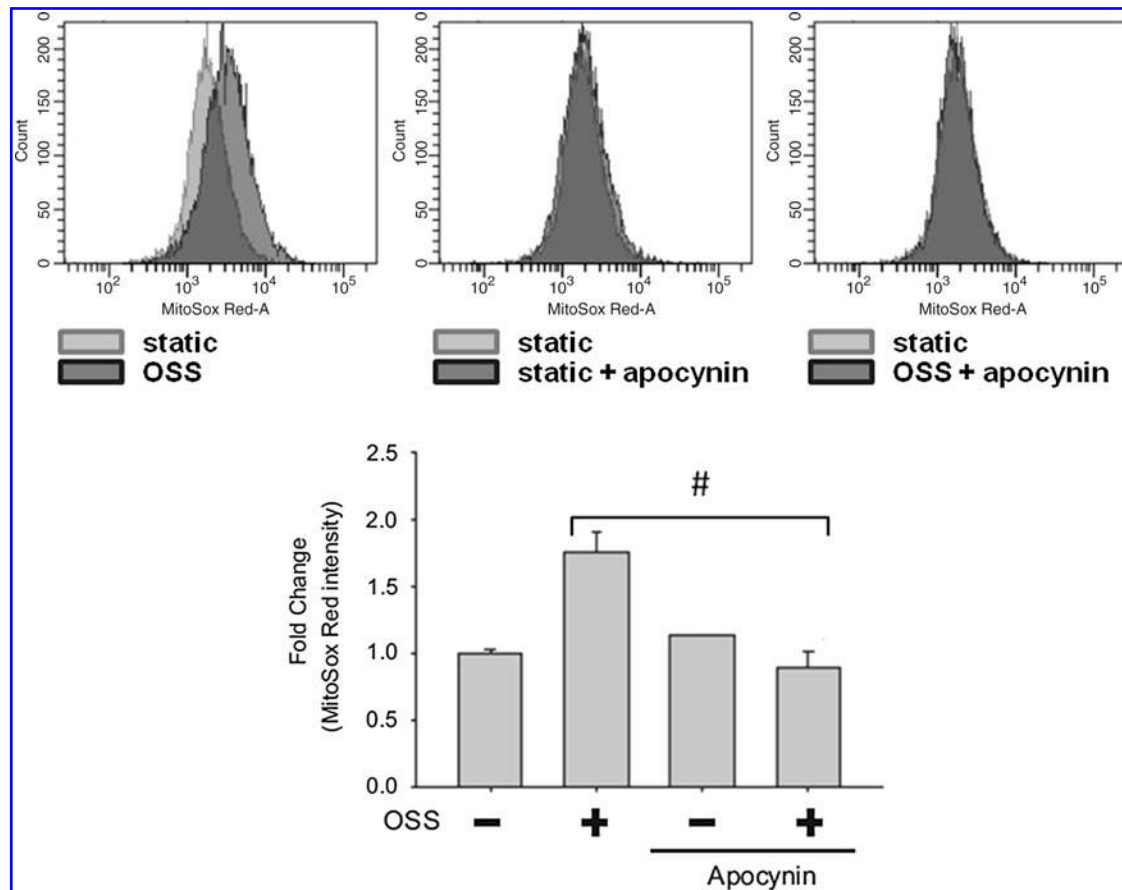 0 50 100 150 200 0
Count
10² 10³ 10⁴ 10⁵
MitoSox Red-A
static
OSS
0 50 100 150 200 0
Count
10² 10³ 10⁴ 10⁵
MitoSox Red-A
static
static + apocynin
0 50 100 150 200 0
Count
10² 10³ 10⁴ 10⁵
MitoSox Red-A
static
OSS + apocynin
Fold Change
(MitoSox Red intensity)
2.5
2.0
1.5
1.0
0.5
0.0
#
OSS − + − +
Apocynin